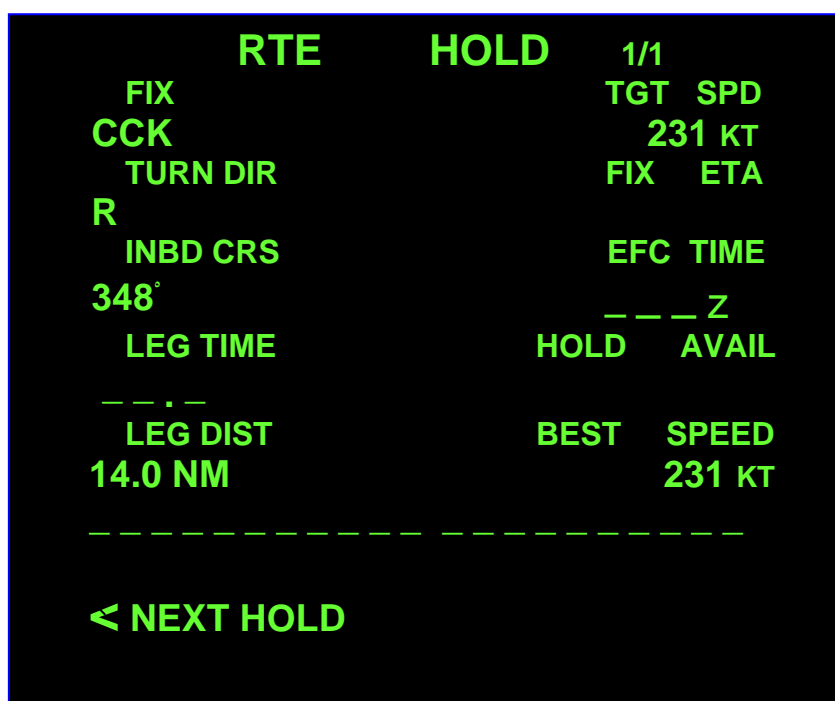 RTE HOLD 1/1
FIX TGT SPD
CCK 231 KT
TURN DIR FIX ETA
R
INBD CRS EFC TIME
348° _ _ _ Z
LEG TIME HOLD AVAIL
_ _ . _
LEG DIST BEST SPEED
14.0 NM 231 KT
_ _ _ _ _ _ _ _ _ _ _ _ _ _ _ _ _ _ _ _ _
< NEXT HOLD